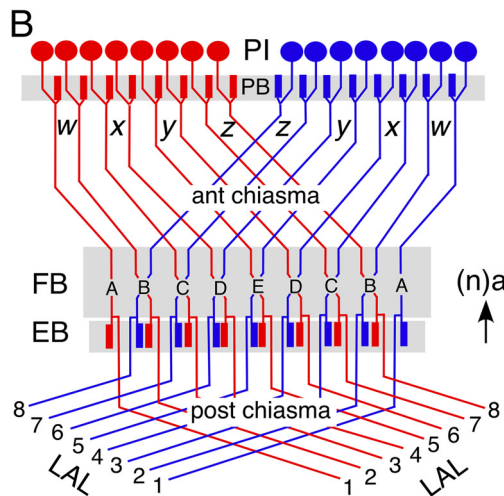 B
PI
PB
w x y z z y x w
ant chiasma
FB
A B C D E D C B A
(n)a
EB
post chiasma
8 7 6 5 4 3 2 1
1 2 3 4 5 6 7 8
LAL
LAL